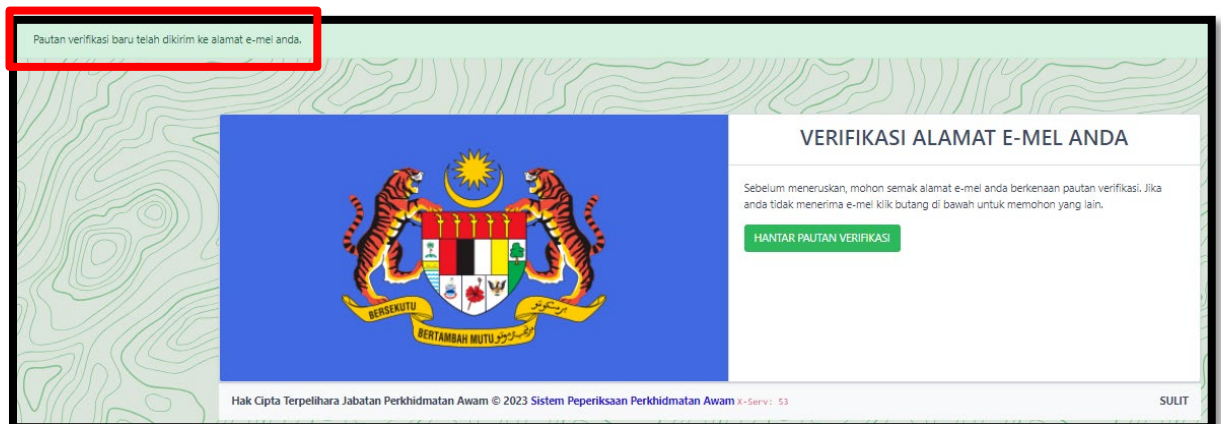 Pautan verifikasi baru telah dikirim ke alamat e-mel anda.
VERIFIKASI ALAMAT E-MEL ANDA
Sebelum meneruskan, mohon semak alamat e-mel anda berkenaan pautan verifikasi. Jika
anda tidak menerima e-mel klik butang di bawah untuk memohon yang lain.
HANTAR PAUTAN VERIFIKASI
BERSEKUTU
BERTAMBAH MUTU
Hak Cipta Terpelihara Jabatan Perkhidmatan Awam © 2023 Sistem Peperiksaan Perkhidmatan Awam X-Serv: 53
SULIT